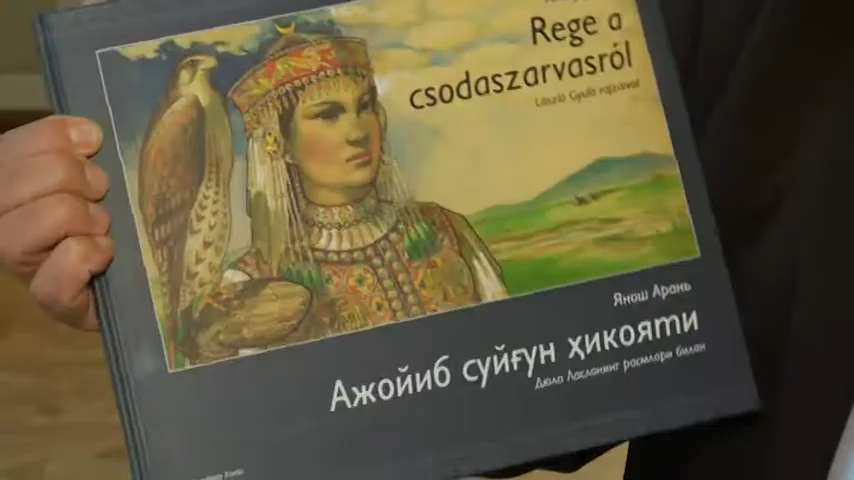 Rege a
csodaszarvasról
László Gyula rajzaival
Янош Арань
Ажойиб суйғун ҳикояти
Дюла Ласлонинг расмлари билан